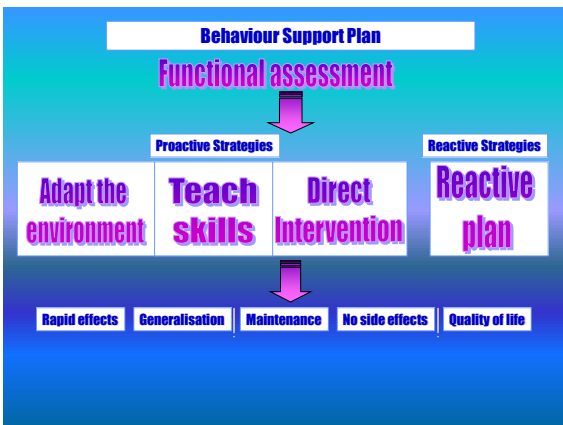 Behaviour Support Plan
Functional assessment
Proactive Strategies
Reactive Strategies
Adapt the
environment
Teach
skills
Direct
Intervention
Reactive
plan
Rapid effects
Generalisation
Maintenance
No side effects
Quality of life